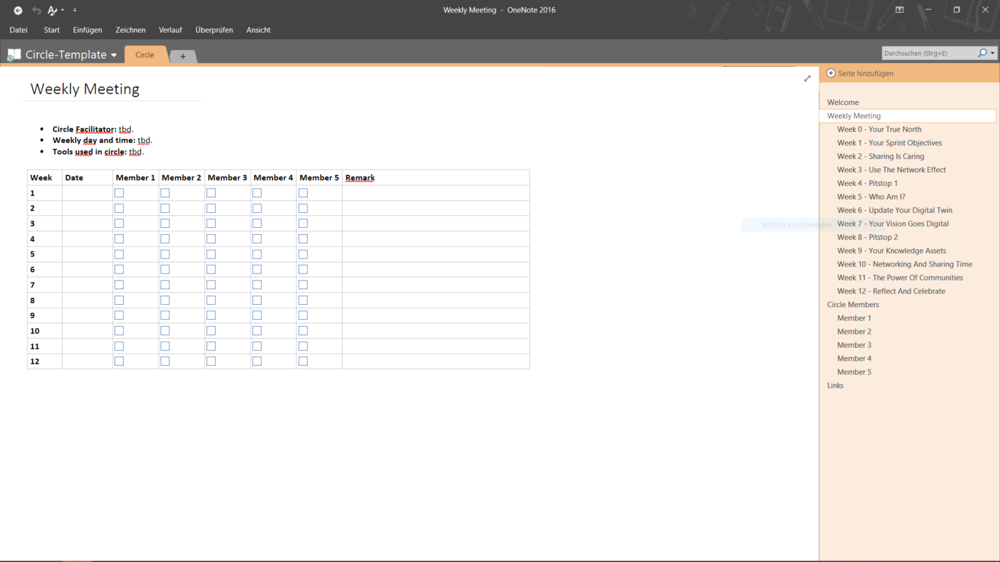 Weekly Meeting - OneNote 2016
Datei Start Einfügen Zeichnen Verlauf Überprüfen Ansicht
Circle-Template Circle +
Durchsuchen (Strg+E)
Weekly Meeting
• Circle Facilitator: tbd.
• Weekly day and time: tbd.
• Tools used in circle: tbd.
Week Date Member 1 Member 2 Member 3 Member 4 Member 5 Remark
1
2
3
4
5
6
7
8
9
10
11
12
Seite hinzufügen
Welcome
Weekly Meeting
Week 0 - Your True North
Week 1 - Your Sprint Objectives
Week 2 - Sharing Is Caring
Week 3 - Use The Network Effect
Week 4 - Pitstop 1
Week 5 - Who Am I?
Week 6 - Update Your Digital Twin
Vollbild ausschneiden
Week 7 - Your Vision Goes Digital
Week 8 - Pitstop 2
Week 9 - Your Knowledge Assets
Week 10 - Networking And Sharing Time
Week 11 - The Power Of Communities
Week 12 - Reflect And Celebrate
Circle Members
Member 1
Member 2
Member 3
Member 4
Member 5
Links